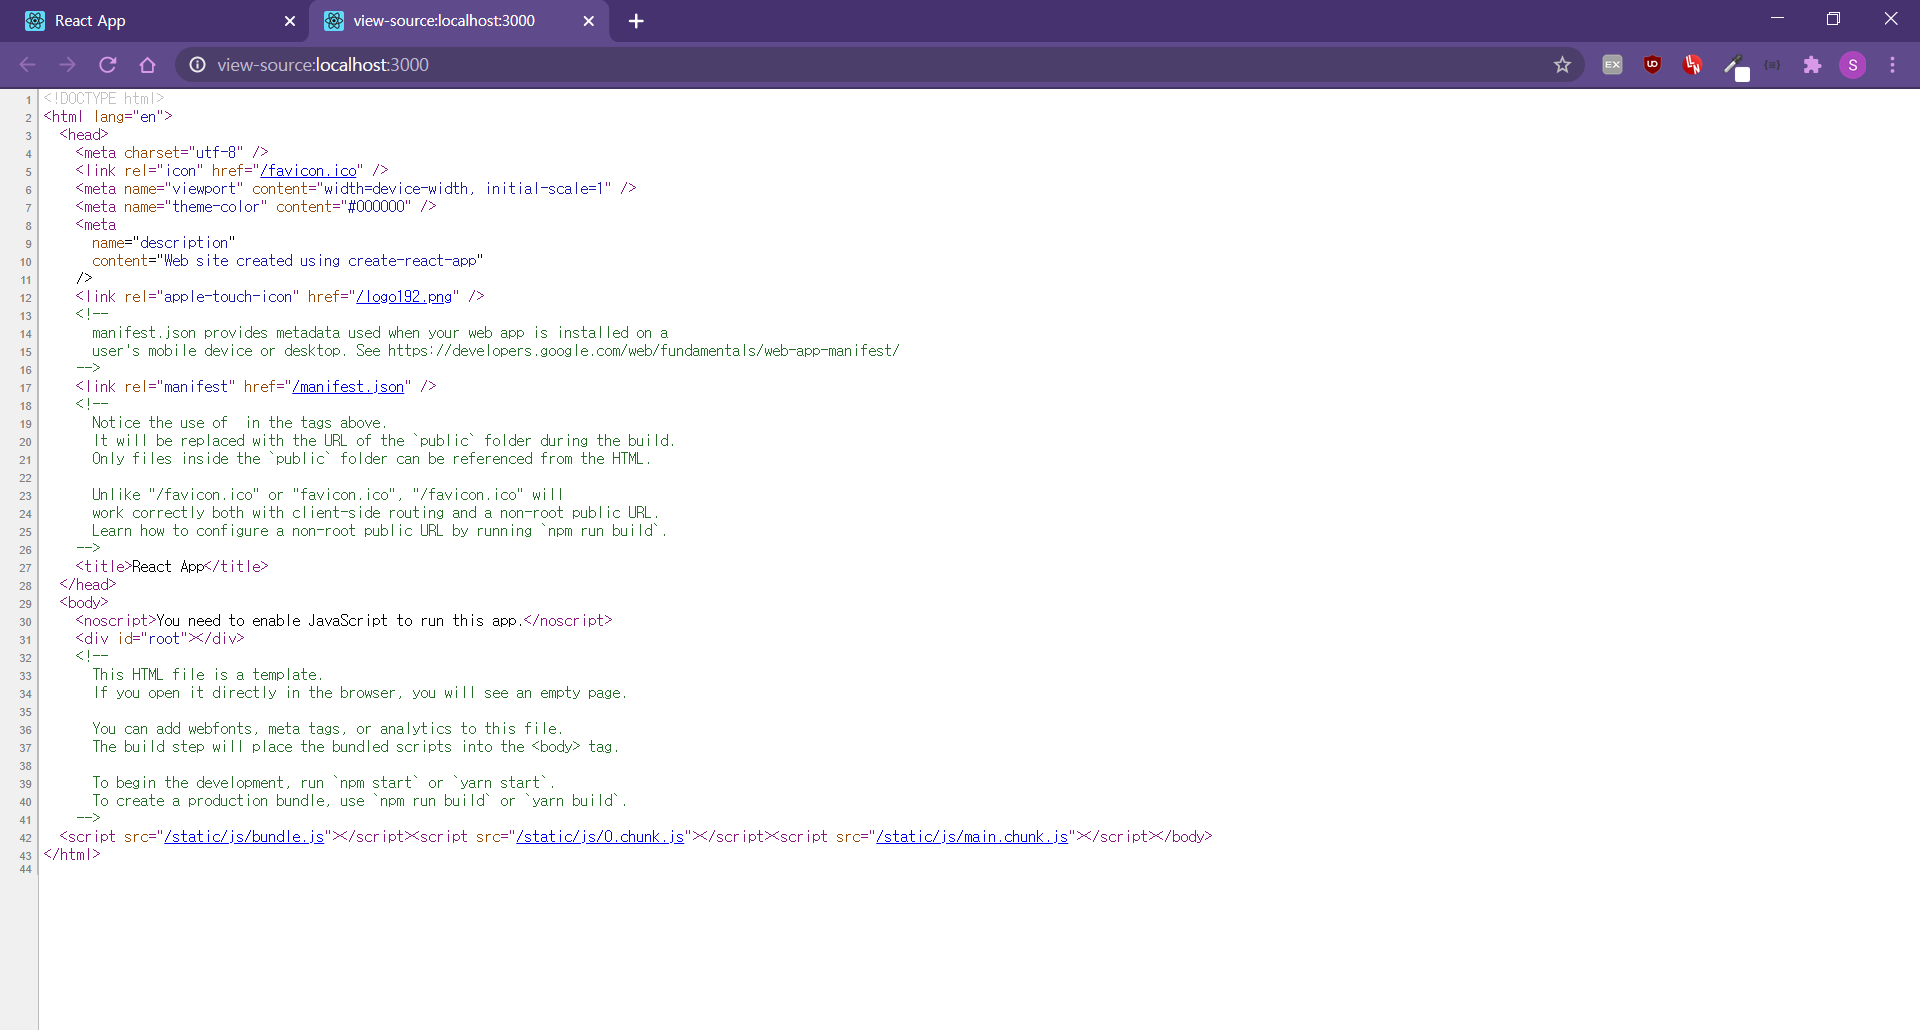 React App
view-source:localhost:3000
view-source:localhost:3000
EX
UD
LN
S
1 <!DOCTYPE html>
2 <html lang="en">
3   <head>
4     <meta charset="utf-8" />
5     <link rel="icon" href="/favicon.ico" />
6     <meta name="viewport" content="width=device-width, initial-scale=1" />
7     <meta name="theme-color" content="#000000" />
8     <meta
9       name="description"
10       content="Web site created using create-react-app"
11     />
12     <link rel="apple-touch-icon" href="/logo192.png" />
13     <!--
14       manifest.json provides metadata used when your web app is installed on a
15       user's mobile device or desktop. See https://developers.google.com/web/fundamentals/web-app-manifest/
16     -->
17     <link rel="manifest" href="/manifest.json" />
18     <!--
19       Notice the use of  in the tags above.
20       It will be replaced with the URL of the `public` folder during the build.
21       Only files inside the `public` folder can be referenced from the HTML.
22
23       Unlike "/favicon.ico" or "favicon.ico", "/favicon.ico" will
24       work correctly both with client-side routing and a non-root public URL.
25       Learn how to configure a non-root public URL by running `npm run build`.
26     -->
27     <title>React App</title>
28   </head>
29   <body>
30     <noscript>You need to enable JavaScript to run this app.</noscript>
31     <div id="root"></div>
32     <!--
33       This HTML file is a template.
34       If you open it directly in the browser, you will see an empty page.
35
36       You can add webfonts, meta tags, or analytics to this file.
37       The build step will place the bundled scripts into the <body> tag.
38
39       To begin the development, run `npm start` or `yarn start`.
40       To create a production bundle, use `npm run build` or `yarn build`.
41     -->
42   <script src="/static/js/bundle.js"></script><script src="/static/js/0.chunk.js"></script><script src="/static/js/main.chunk.js"></script></body>
43 </html>
44